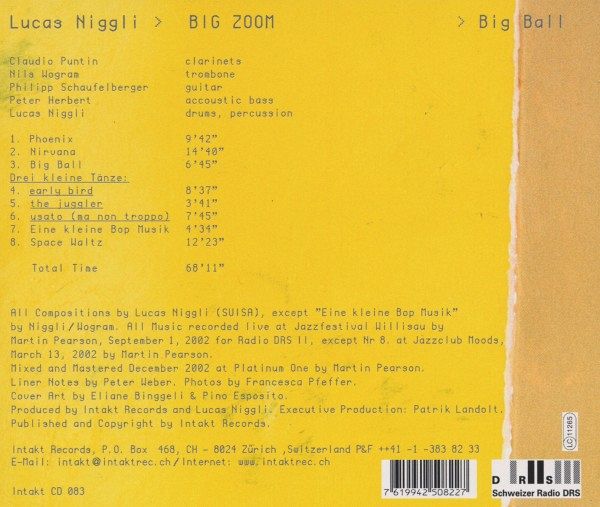 Lucas Niggli > BIG ZOOM > Big Ball
Claudio Puntin clarinets
Nils Wogram trombone
Philipp Schaufelberger guitar
Peter Herbert accoustic bass
Lucas Niggli drums, percussion
1. Phoenix 9'42"
2. Nirvana 14'40"
3. Big Ball 6'45"
Drei kleine Tänze:
4. early bird 8'37"
5. the juggler 3'41"
6. usato (ma non troppo) 7'45"
7. Eine kleine Bop Musik 4'34"
8. Space Waltz 12'23"
Total Time 68'11"
All Compositions by Lucas Niggli (SUISA), except "Eine kleine Bop Musik"
by Niggli/Wogram. All Music recorded live at Jazzfestival Willisau by
Martin Pearson, September 1, 2002 for Radio DRS II, except Nr 8. at Jazzclub Moods,
March 13, 2002 by Martin Pearson.
Mixed and Mastered December 2002 at Platinum One by Martin Pearson.
Liner Notes by Peter Weber. Photos by Francesca Pfeffer.
Cover Art by Eliane Binggeli & Pino Esposito.
Produced by Intakt Records and Lucas Niggli. Executive Production: Patrik Landolt.
Published and Copyright by Intakt Records.
Intakt Records, P.O. Box 468, CH - 8024 Zürich ,Switzerland P&F ++41 -1 -383 82 33
E-Mail: intakt@intaktrec.ch/Internet: www.intaktrec.ch
Intakt CD 083
LC 11265
7 619942 508227
D R S
Schweizer Radio DRS